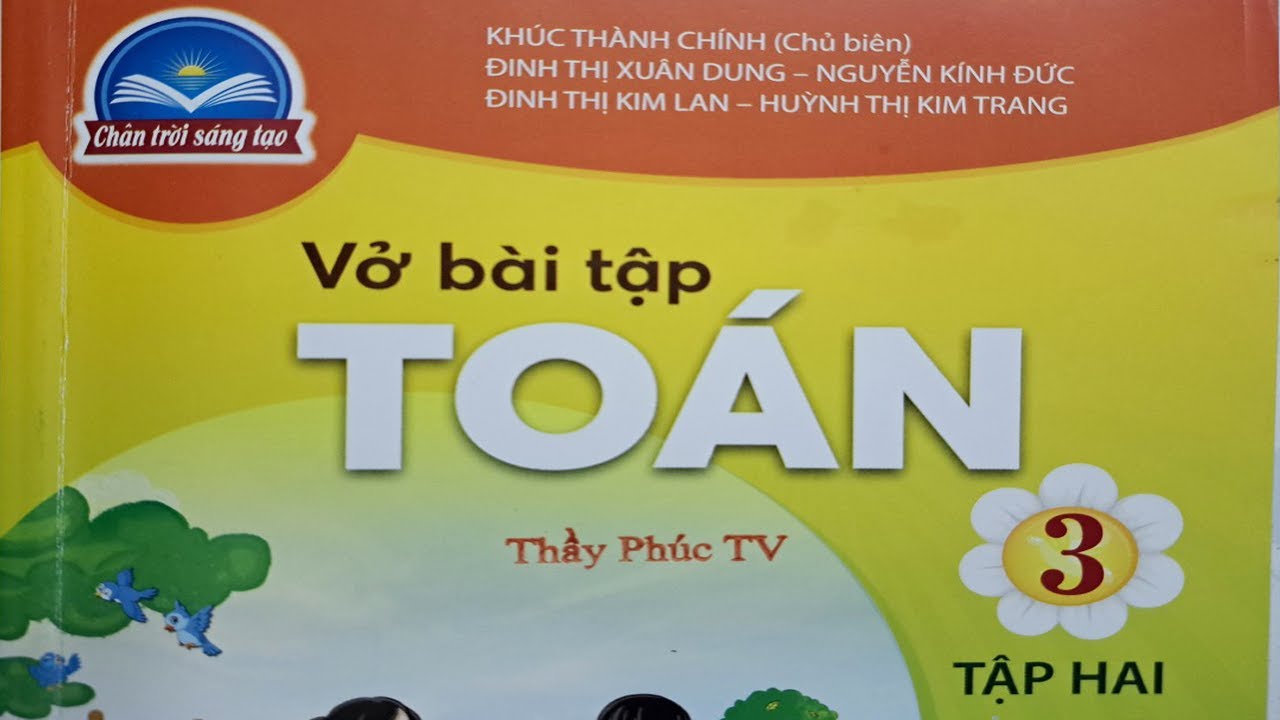 Chân trời sáng tạo
KHÚC THÀNH CHÍNH (Chủ biên)
ĐINH THỊ XUÂN DUNG – NGUYỄN KÍNH ĐỨC
ĐINH THỊ KIM LAN – HUỲNH THỊ KIM TRANG
Vở bài tập
TOÁN
Thầy Phúc TV
3
TẬP HAI